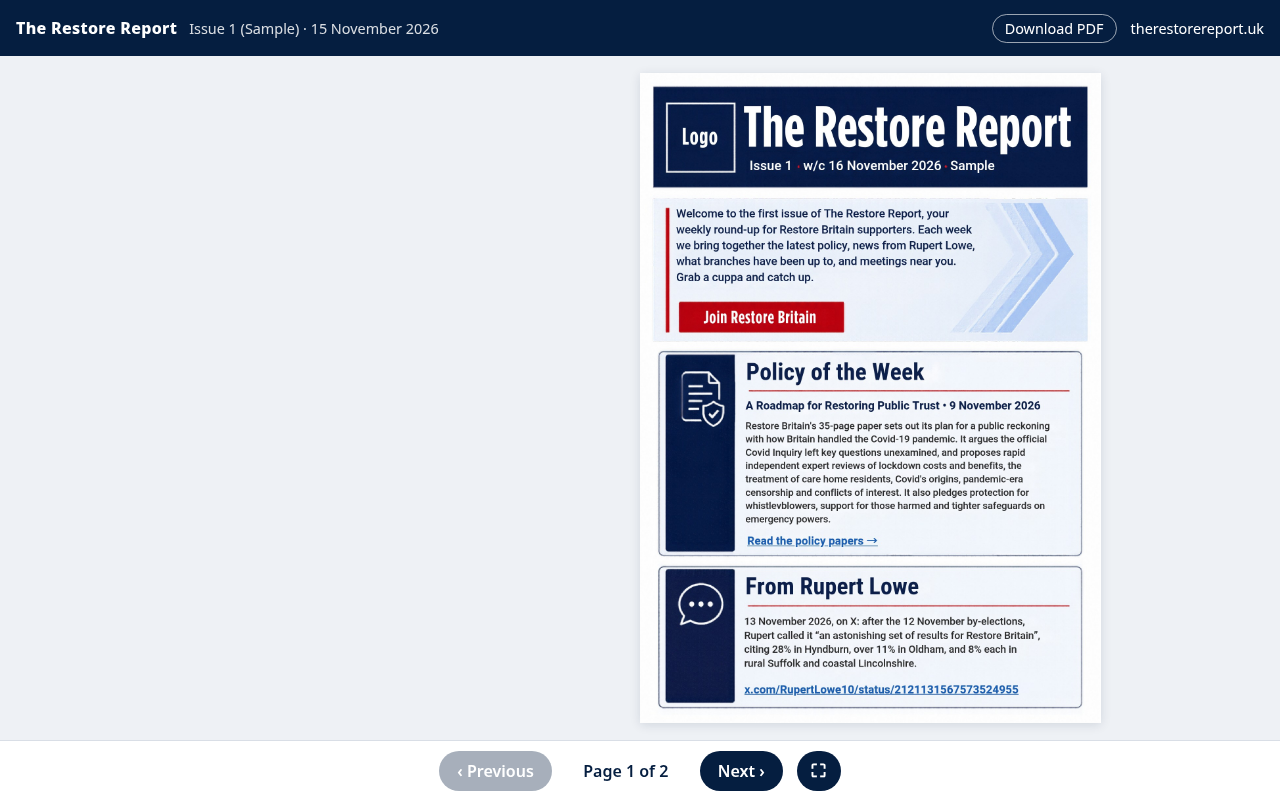 The Restore Report Issue 1 (Sample) · 15 November 2026
Download PDF therestorereport.uk
Logo
The Restore Report
Issue 1 · w/c 16 November 2026 · Sample
Welcome to the first issue of The Restore Report, your
weekly round-up for Restore Britain supporters. Each week
we bring together the latest policy, news from Rupert Lowe,
what branches have been up to, and meetings near you.
Grab a cuppa and catch up.
Join Restore Britain
Policy of the Week
A Roadmap for Restoring Public Trust • 9 November 2026
Restore Britain's 35-page paper sets out its plan for a public reckoning
with how Britain handled the Covid-19 pandemic. It argues the official
Covid Inquiry left key questions unexamined, and proposes rapid
independent expert reviews of lockdown costs and benefits, the
treatment of care home residents, Covid's origins, pandemic-era
censorship and conflicts of interest. It also pledges protection for
whistlevblowers, support for those harmed and tighter safeguards on
emergency powers.
Read the policy papers →
From Rupert Lowe
13 November 2026, on X: after the 12 November by-elections,
Rupert called it “an astonishing set of results for Restore Britain”,
citing 28% in Hyndburn, over 11% in Oldham, and 8% each in
rural Suffolk and coastal Lincolnshire.
x.com/RupertLowe10/status/2121131567573524955
‹ Previous
Page 1 of 2
Next ›